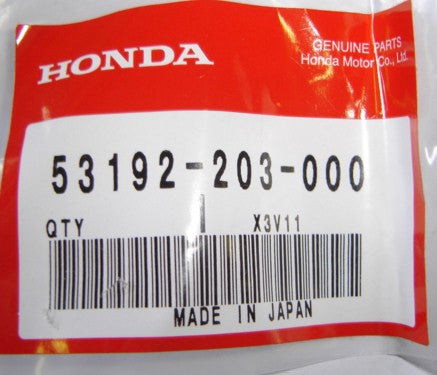 HONDA
GENUINE PARTS
Honda Motor Co., Ltd.
53192-203-000
QTY 1 X3V11
MADE IN JAPAN